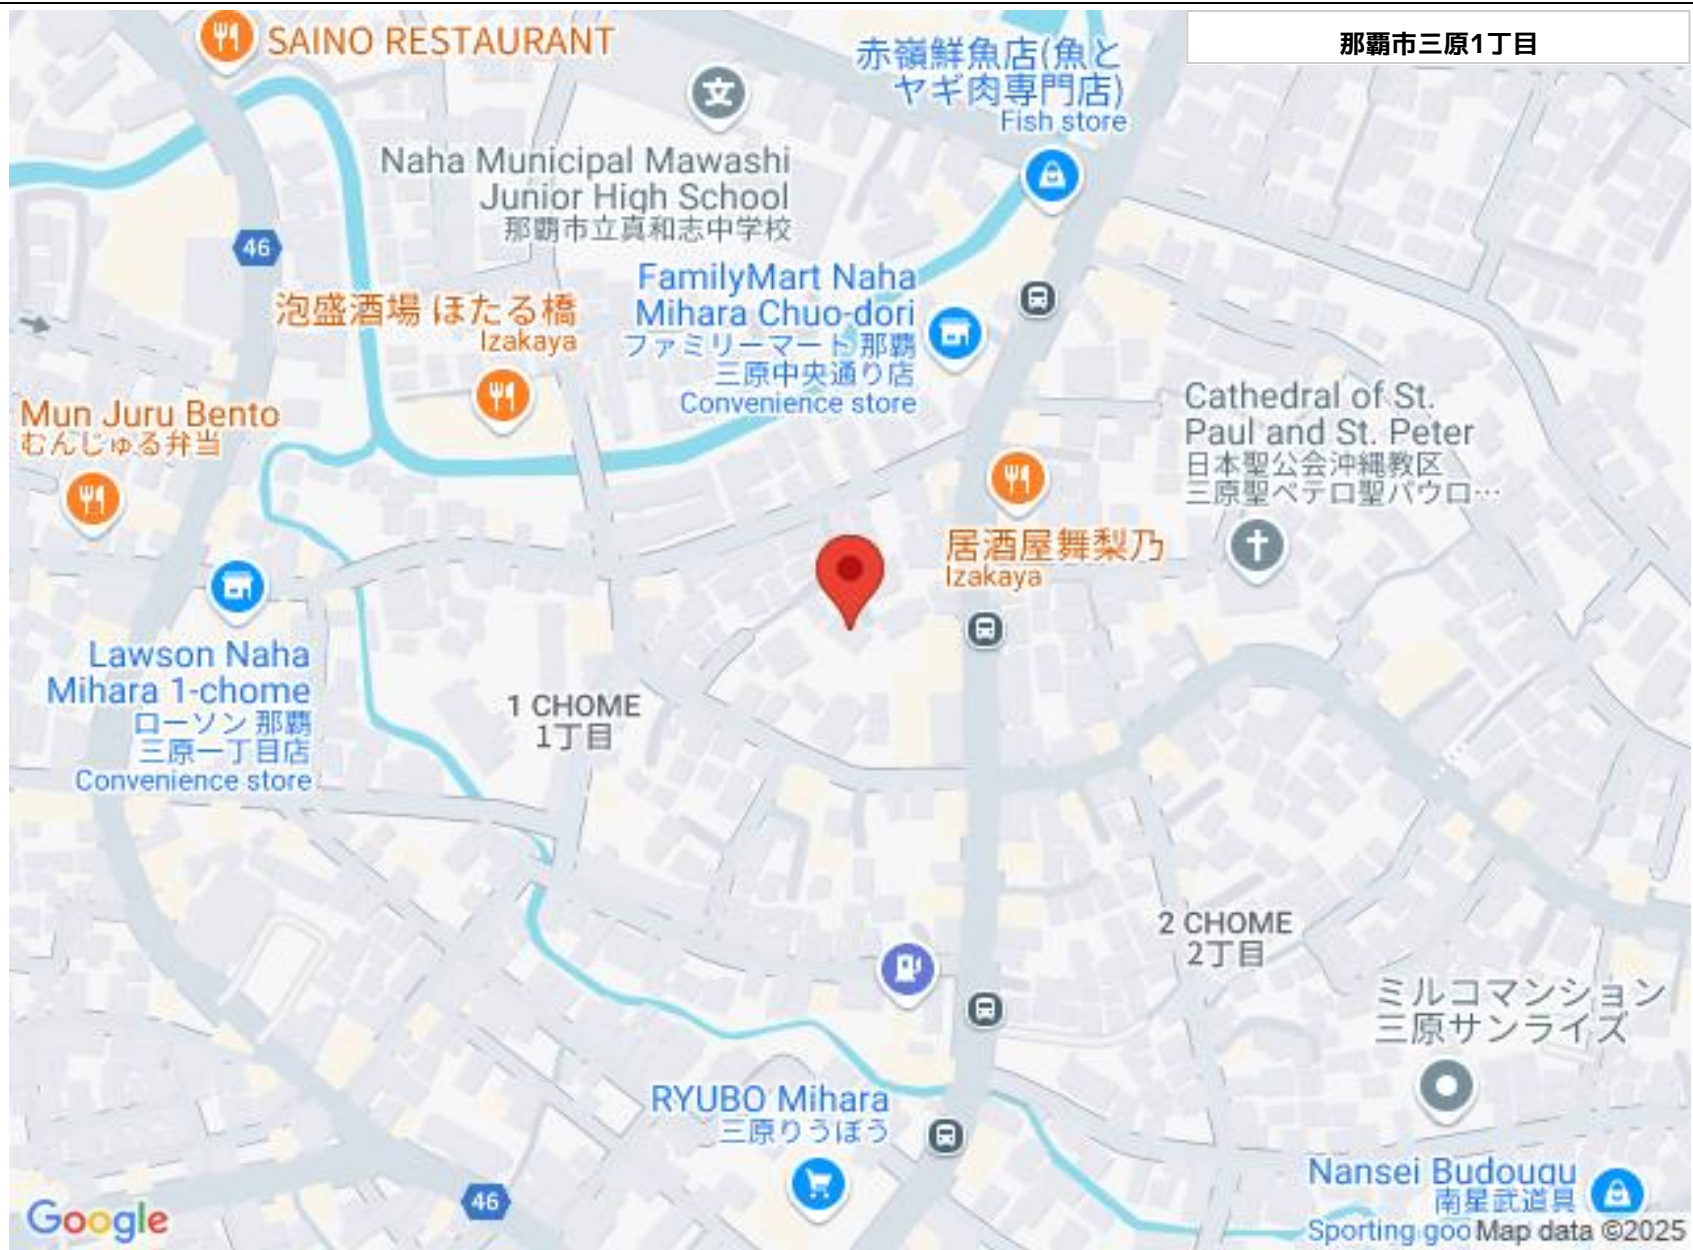 那覇市三原1丁目
SAINO RESTAURANT
赤嶺鮮魚店(魚と
ヤギ肉専門店)
Fish store
文
Naha Municipal Mawashi
Junior High School
那覇市立真和志中学校
46
FamilyMart Naha
Mihara Chuo-dori
ファミリーマート那覇
三原中央通り店
Convenience store
泡盛酒場 ほたる橋
Izakaya
Mun Juru Bento
むんじゅる弁当
Cathedral of St.
Paul and St. Peter
日本聖公会沖縄教区
三原聖ペテロ聖パウロ…
居酒屋舞梨乃
Izakaya
Lawson Naha
Mihara 1-chome
ローソン 那覇
三原一丁目店
Convenience store
1 CHOME
1丁目
2 CHOME
2丁目
ミルコマンション
三原サンライズ
RYUBO Mihara
三原りうぼう
46
Nansei Budougu
南星武道具
Sporting goo
Google
Map data ©2025